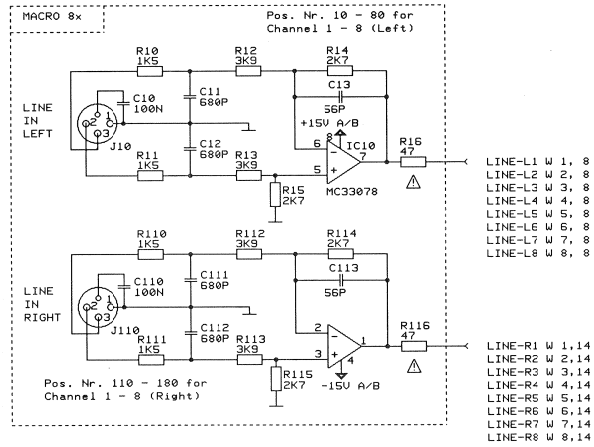 MACRO 8x
Pos. Nr. 10 - 80 for
Channel 1 - 8 (Left)
R10
1K5
R12
3K9
R14
2K7
C13
56P
C11
680P
C10
100N
LINE
IN
LEFT
2 1
3
J10
C12
680P
+15V A/B
8
IC10
6
7
5
MC33078
R16
47
R11
1K5
R13
3K9
R15
2K7
LINE-L1 W 1, 8
LINE-L2 W 2, 8
LINE-L3 W 3, 8
LINE-L4 W 4, 8
LINE-L5 W 5, 8
LINE-L6 W 6, 8
LINE-L7 W 7, 8
LINE-L8 W 8, 8
R110
1K5
R112
3K9
R114
2K7
C113
56P
C111
680P
C110
100N
LINE
IN
RIGHT
2 1
3
J110
C112
680P
2
1
3
4
-15V A/B
R116
47
R111
1K5
R113
3K9
R115
2K7
Pos. Nr. 110 - 180 for
Channel 1 - 8 (Right)
LINE-R1 W 1,14
LINE-R2 W 2,14
LINE-R3 W 3,14
LINE-R4 W 4,14
LINE-R5 W 5,14
LINE-R6 W 6,14
LINE-R7 W 7,14
LINE-R8 W 8,14